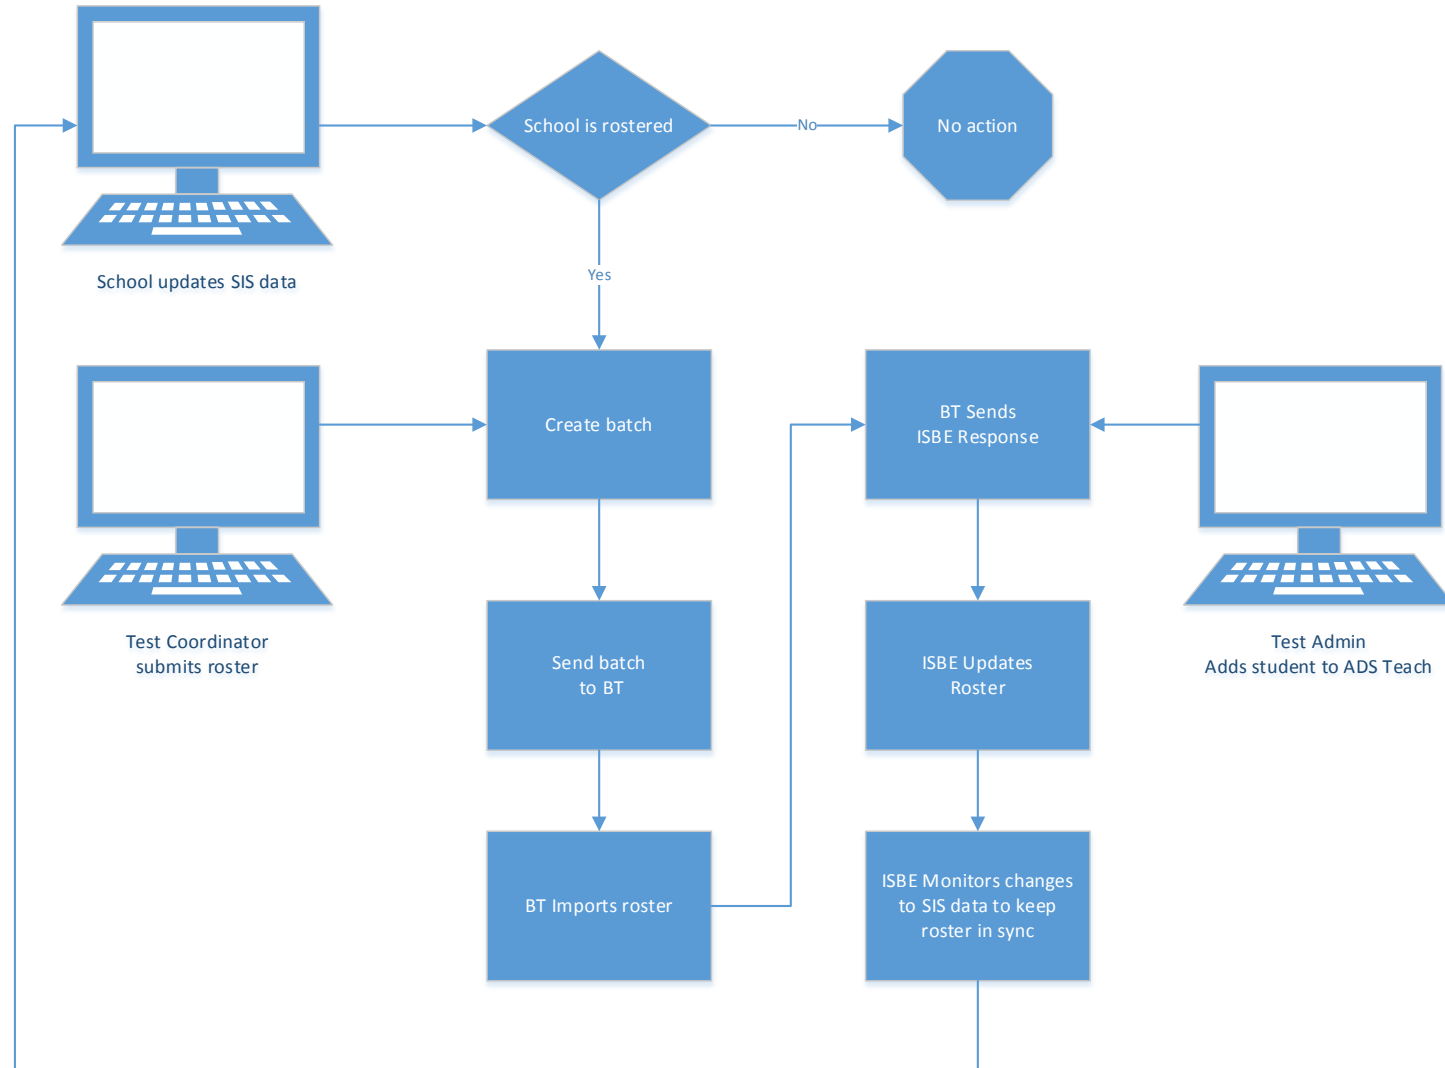 School is rostered
No
No action
School updates SIS data
Yes
Create batch
BT Sends
ISBE Response
Test Coordinator
submits roster
Send batch
to BT
ISBE Updates
Roster
Test Admin
Adds student to ADS Teach
BT Imports roster
ISBE Monitors changes
to SIS data to keep
roster in sync